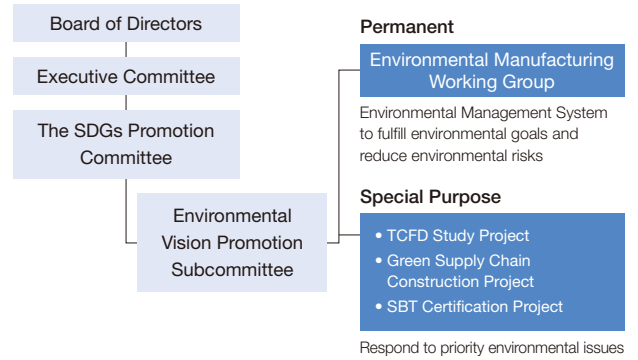 Board of Directors
Executive Committee
The SDGs Promotion
Committee
Environmental
Vision Promotion
Subcommittee
Permanent
Environmental Manufacturing
Working Group
Environmental Management System
to fulfill environmental goals and
reduce environmental risks
Special Purpose
• TCFD Study Project
• Green Supply Chain
Construction Project
• SBT Certification Project
Respond to priority environmental issues